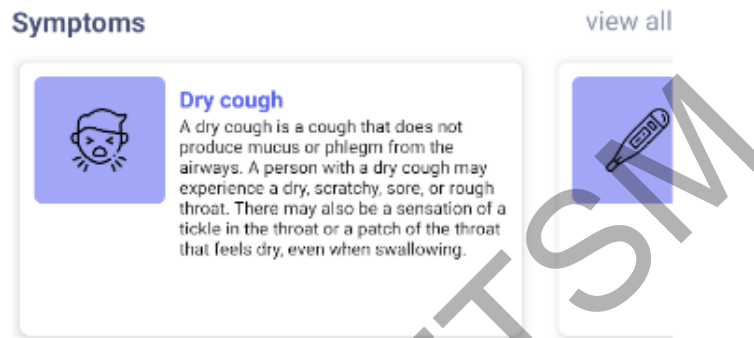 Symptoms
view all
Dry cough
A dry cough is a cough that does not
produce mucus or phlegm from the
airways. A person with a dry cough may
experience a dry, scratchy, sore, or rough
throat. There may also be a sensation of a
tickle in the throat or a patch of the throat
that feels dry, even when swallowing.
TSM